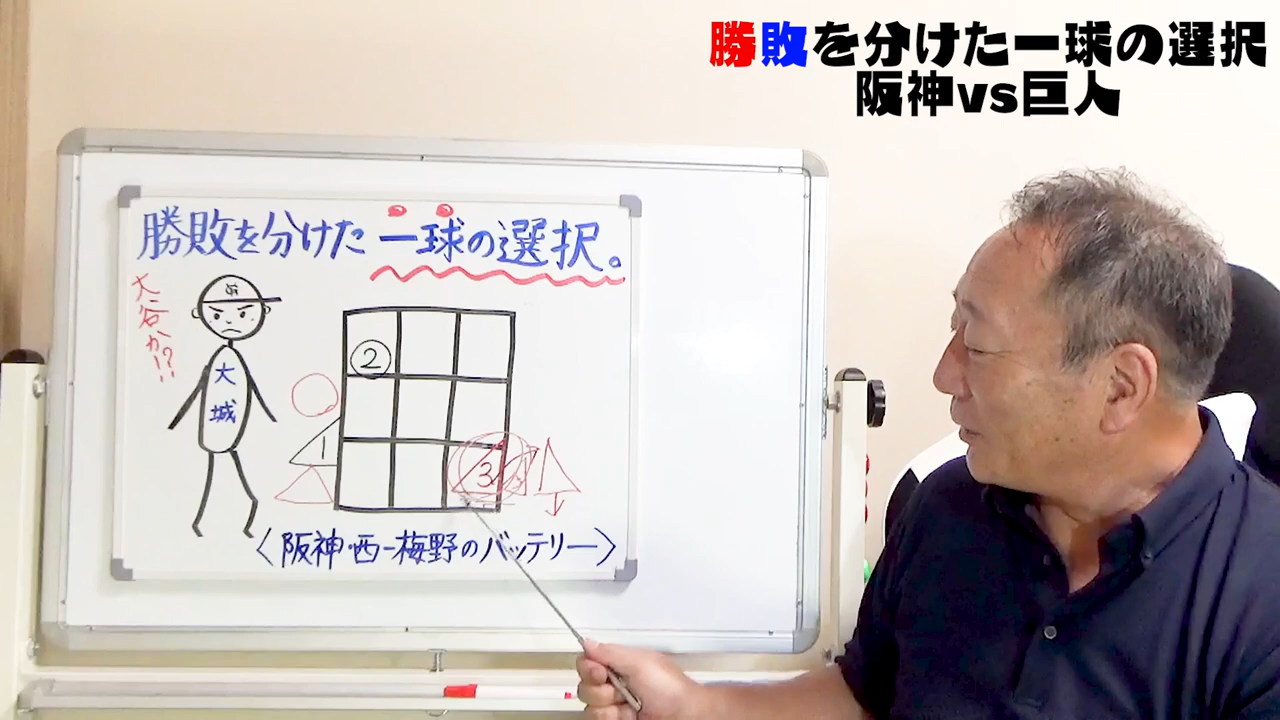 勝敗を分けた一球の選択
阪神vs巨人
勝敗を分けた一球の選択。
大谷か!?
大城
2
1
3
〈阪神・西-梅野のバッテリー〉